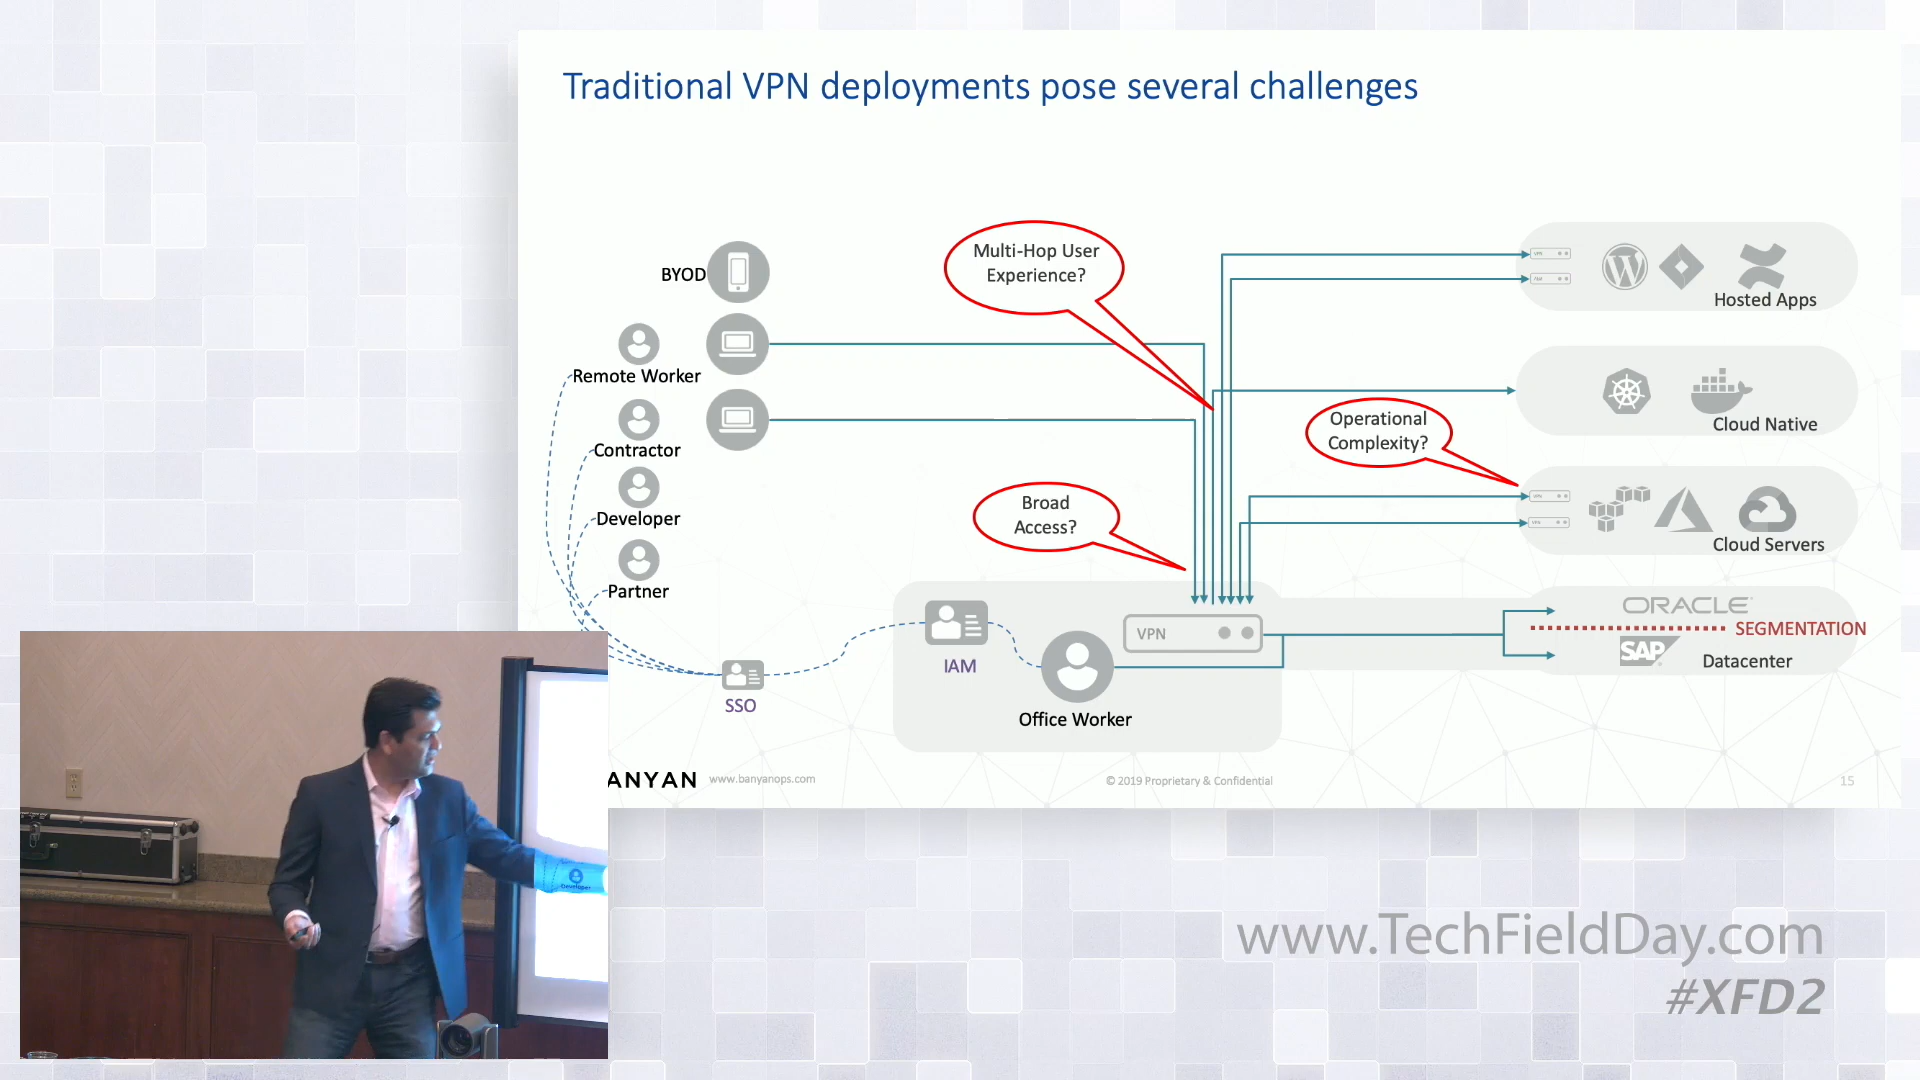 Traditional VPN deployments pose several challenges
Multi-Hop User
Experience?
BYOD
Hosted Apps
Remote Worker
Operational
Complexity?
Cloud Native
Contractor
Broad
Access?
Developer
Cloud Servers
Partner
ORACLE
SEGMENTATION
VPN
SAP
Datacenter
IAM
SSO
Office Worker
ANYAN
www.banyanops.com
© 2019 Proprietary & Confidential
15
Developer
www.TechFieldDay.com
#XFD2